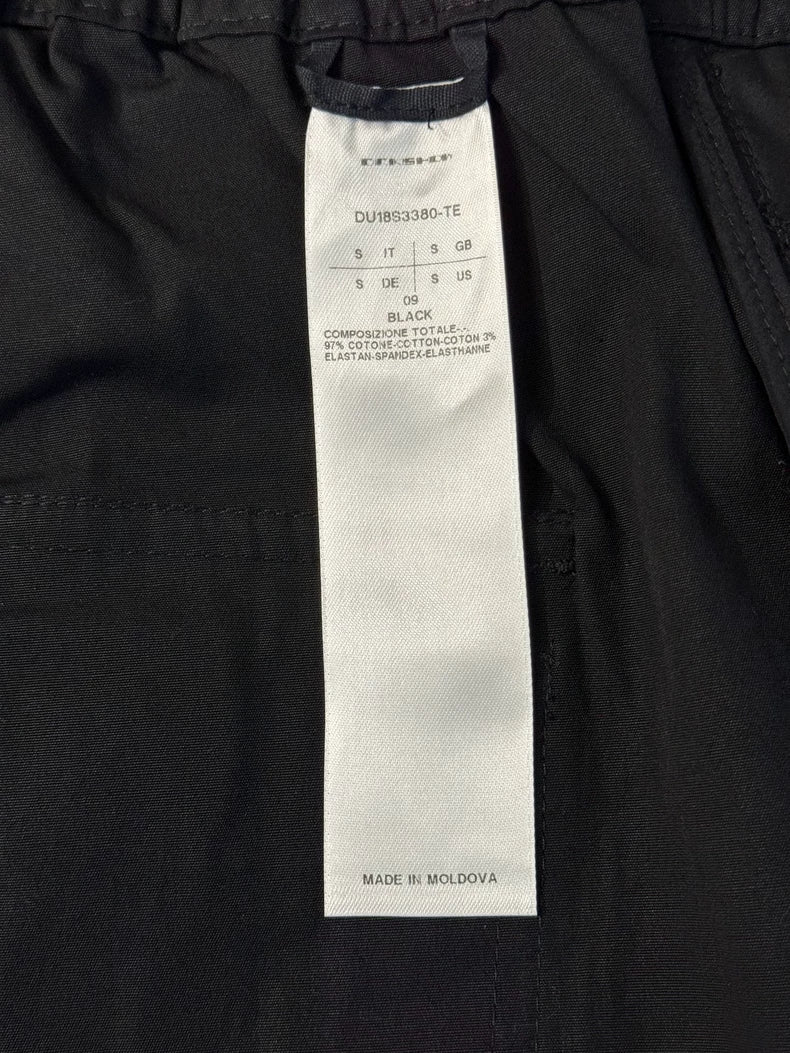 DRKSHDW
DU18S3380-TE
S IT S GB
S DE S US
09
BLACK
COMPOSIZIONE TOTALE-.-.
97% COTONE-COTTON-COTON 3%
ELASTAN-SPANDEX-ELASTHANNE
MADE IN MOLDOVA